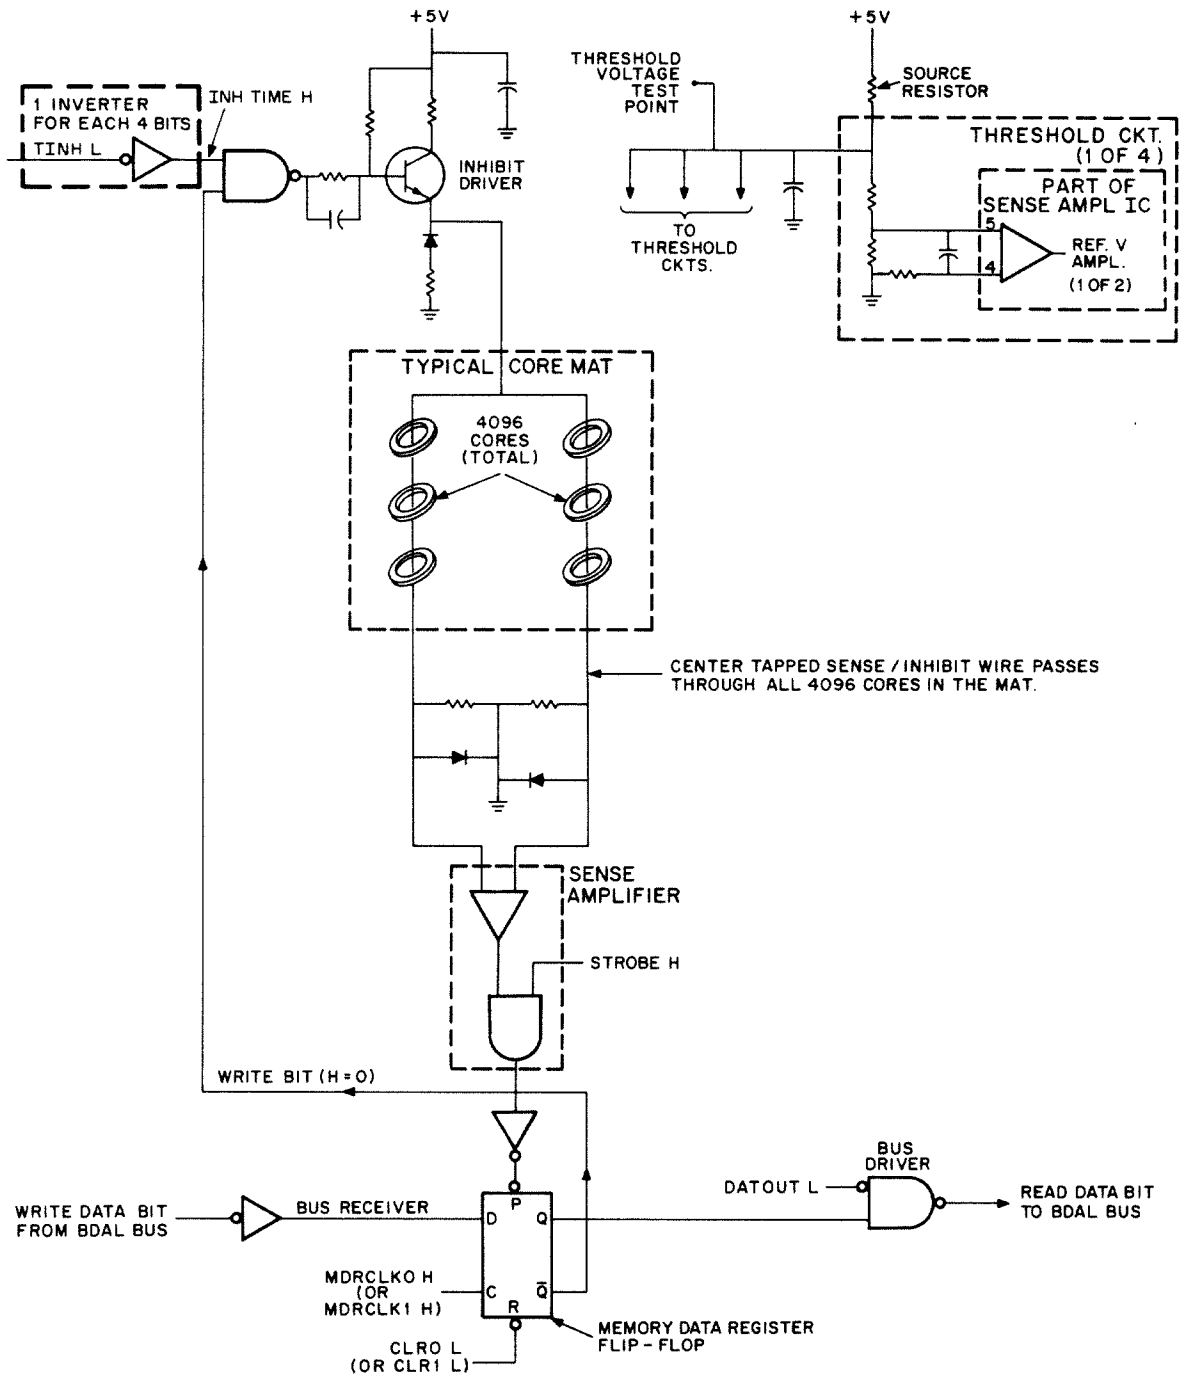 +5V
+5V
1 INVERTER
FOR EACH 4 BITS
TINH L
INH TIME H
INHIBIT
DRIVER
THRESHOLD
VOLTAGE
TEST
POINT
SOURCE
RESISTOR
THRESHOLD CKT.
(1 OF 4)
PART OF
SENSE AMPL IC
5
4
REF. V
AMPL.
(1 OF 2)
TO
THRESHOLD
CKTS.
TYPICAL CORE MAT
4096
CORES
(TOTAL)
CENTER TAPPED SENSE / INHIBIT WIRE PASSES
THROUGH ALL 4096 CORES IN THE MAT.
SENSE
AMPLIFIER
STROBE H
WRITE BIT (H=0)
WRITE DATA BIT
FROM BDAL BUS
BUS RECEIVER
P
D
Q
C
Q̅
R
MDRCLK0 H
(OR
MDRCLK1 H)
CLR0 L
(OR CLR1 L)
MEMORY DATA REGISTER
FLIP-FLOP
DATOUT L
BUS
DRIVER
READ DATA BIT
TO BDAL BUS